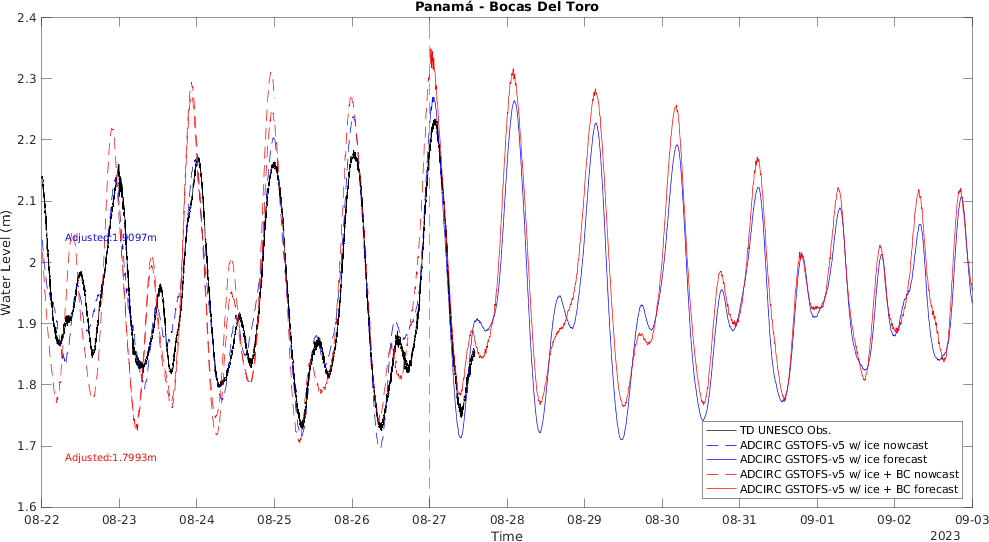 Panamá - Bocas Del Toro
2.4
2.3
2.2
2.1
2
1.9
1.8
1.7
1.6
Water Level (m)
Adjusted:1.9097m
Adjusted:1.7993m
TD UNESCO Obs.
ADCIRC GSTOFS-v5 w/ ice nowcast
ADCIRC GSTOFS-v5 w/ ice forecast
ADCIRC GSTOFS-v5 w/ ice + BC nowcast
ADCIRC GSTOFS-v5 w/ ice + BC forecast
08-22 08-23 08-24 08-25 08-26 08-27 08-28 08-29 08-30 08-31 09-01 09-02 09-03
Time
2023